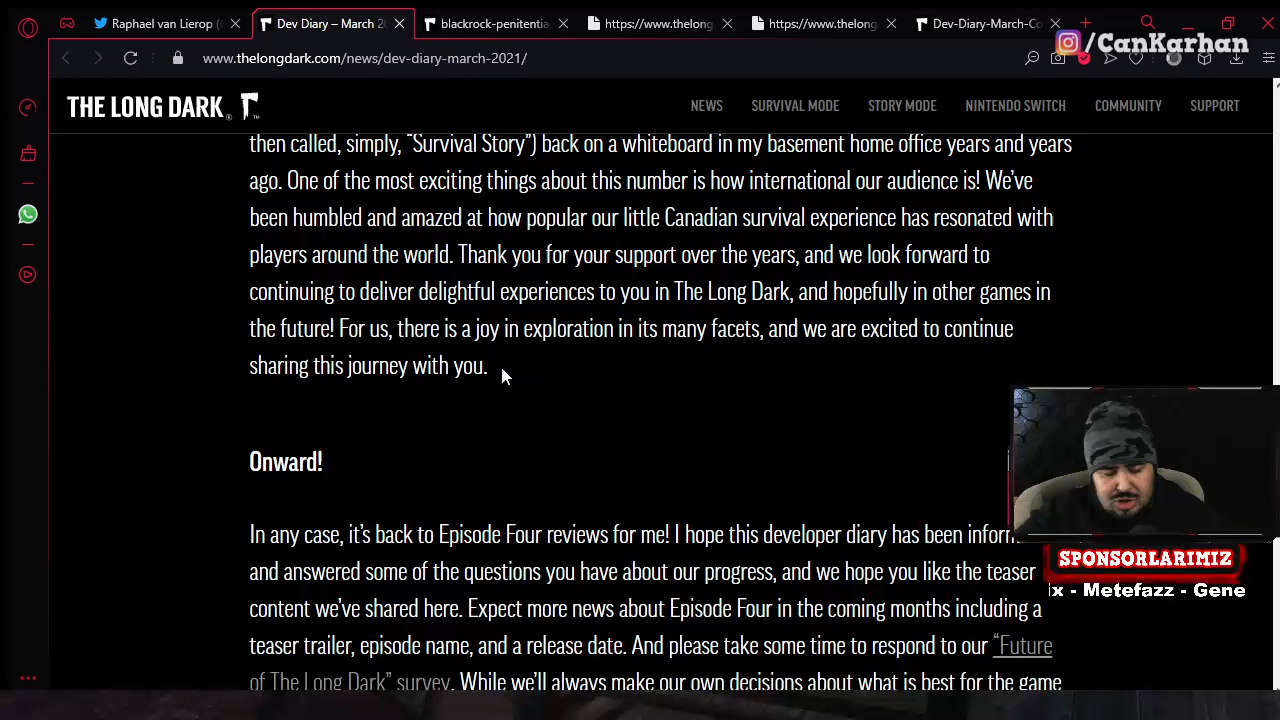 Raphael van Lierop (
Dev Diary – March 20
blackrock-penitentia
https://www.thelong
https://www.thelong
Dev-Diary-March-Co
/CanKarhan
www.thelongdark.com/news/dev-diary-march-2021/
THE LONG DARK
NEWS SURVIVAL MODE STORY MODE NINTENDO SWITCH COMMUNITY SUPPORT
then called, simply, “Survival Story”) back on a whiteboard in my basement home office years and years
ago. One of the most exciting things about this number is how international our audience is! We’ve
been humbled and amazed at how popular our little Canadian survival experience has resonated with
players around the world. Thank you for your support over the years, and we look forward to
continuing to deliver delightful experiences to you in The Long Dark, and hopefully in other games in
the future! For us, there is a joy in exploration in its many facets, and we are excited to continue
sharing this journey with you.
Onward!
In any case, it’s back to Episode Four reviews for me! I hope this developer diary has been inform
and answered some of the questions you have about our progress, and we hope you like the teaser
content we’ve shared here. Expect more news about Episode Four in the coming months including a
teaser trailer, episode name, and a release date. And please take some time to respond to our “Future
of The Long Dark” survey. While we’ll always make our own decisions about what is best for the game
SPONSORLARIMIZ
ix - Metefazz - Gene